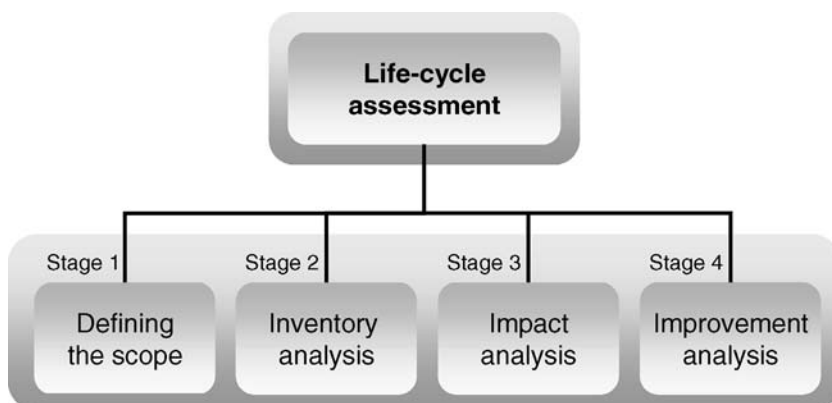 Life-cycle
assessment
Stage 1
Defining
the scope
Stage 2
Inventory
analysis
Stage 3
Impact
analysis
Stage 4
Improvement
analysis